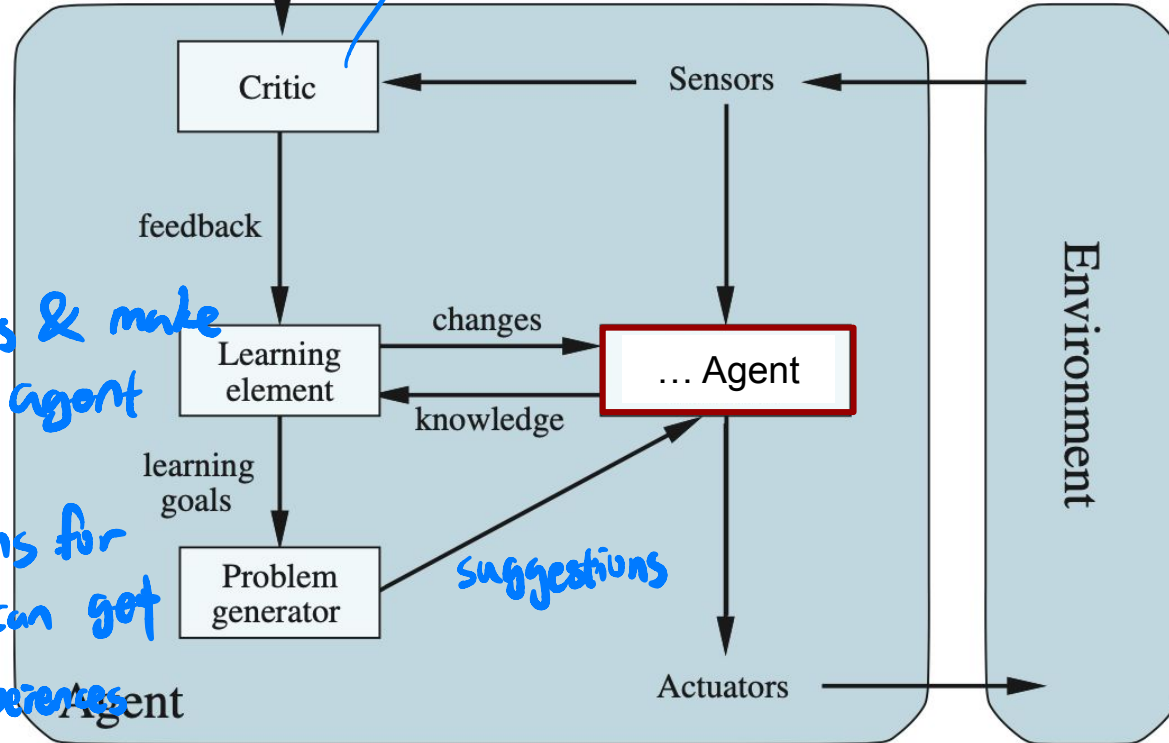 Critic
Sensors
feedback
& make
agent
Learning
element
changes
... Agent
knowledge
learning
goals
for
can get
Problem
generator
suggestions
Agent
Actuators
Environment